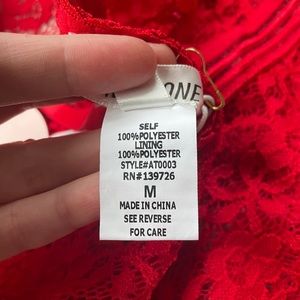 ONE
SELF
100%POLYESTER
LINING
100%POLYESTER
STYLE#AT0003
RN#139726
M
MADE IN CHINA
SEE REVERSE
FOR CARE